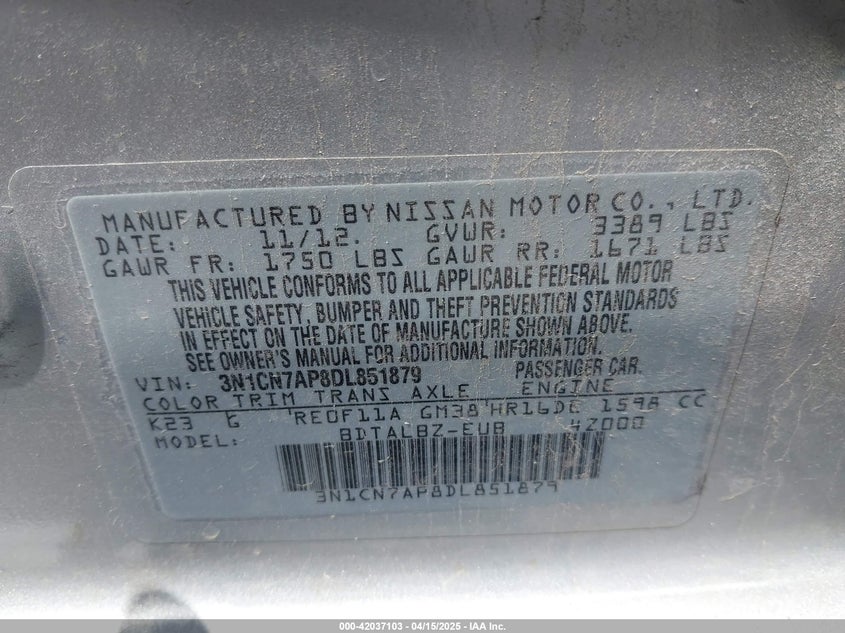 MANUFACTURED BY NISSAN MOTOR CO., LTD.
DATE: 11/12. GVWR: 3389 LBS
GAWR FR: 1750 LBS GAWR RR: 1671 LBS
THIS VEHICLE CONFORMS TO ALL APPLICABLE FEDERAL MOTOR
VEHICLE SAFETY, BUMPER AND THEFT PREVENTION STANDARDS
IN EFFECT ON THE DATE OF MANUFACTURE SHOWN ABOVE.
SEE OWNER'S MANUAL FOR ADDITIONAL INFORMATION.
VIN: 3N1CN7AP8DL851879 PASSENGER CAR.
COLOR TRIM TRANS AXLE ENGINE
K23 G RE0F11A GM38 HR16DE 1598 CC
MODEL: BDTALBZ-EUB 4Z000
3N1CN7AP8DL851879
000-42037103 - 04/15/2025 - IAA Inc.